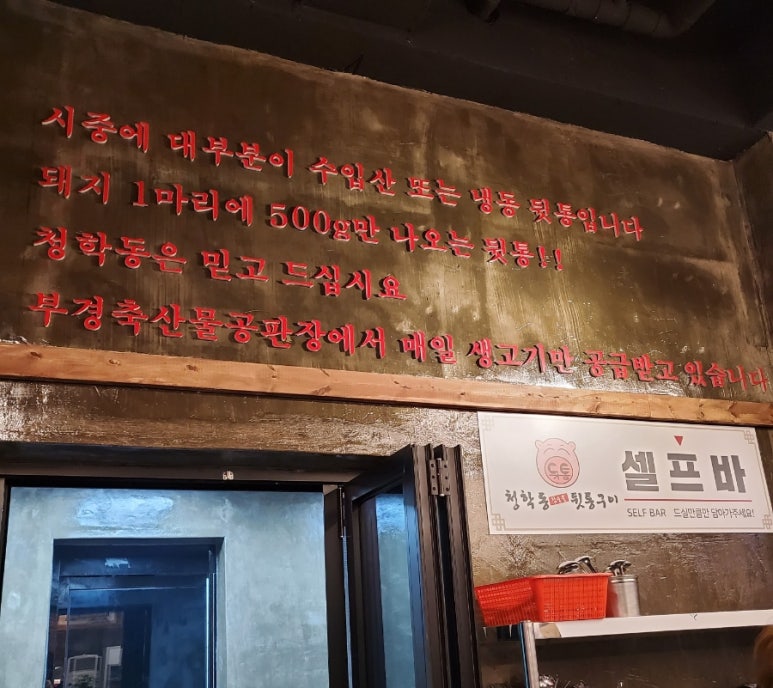 시중에 대부분이 수입산 또는 냉동 뒷통입니다
돼지 1마리에 500g만 나오는 뒷통!!
청학동은 믿고 드십시요
부경축산물공판장에서 매일 생고기만 공급받고 있습니다
뒷통
청학동 뒷통구이
셀프바
SELF BAR 드실만큼만 담아가주세요!